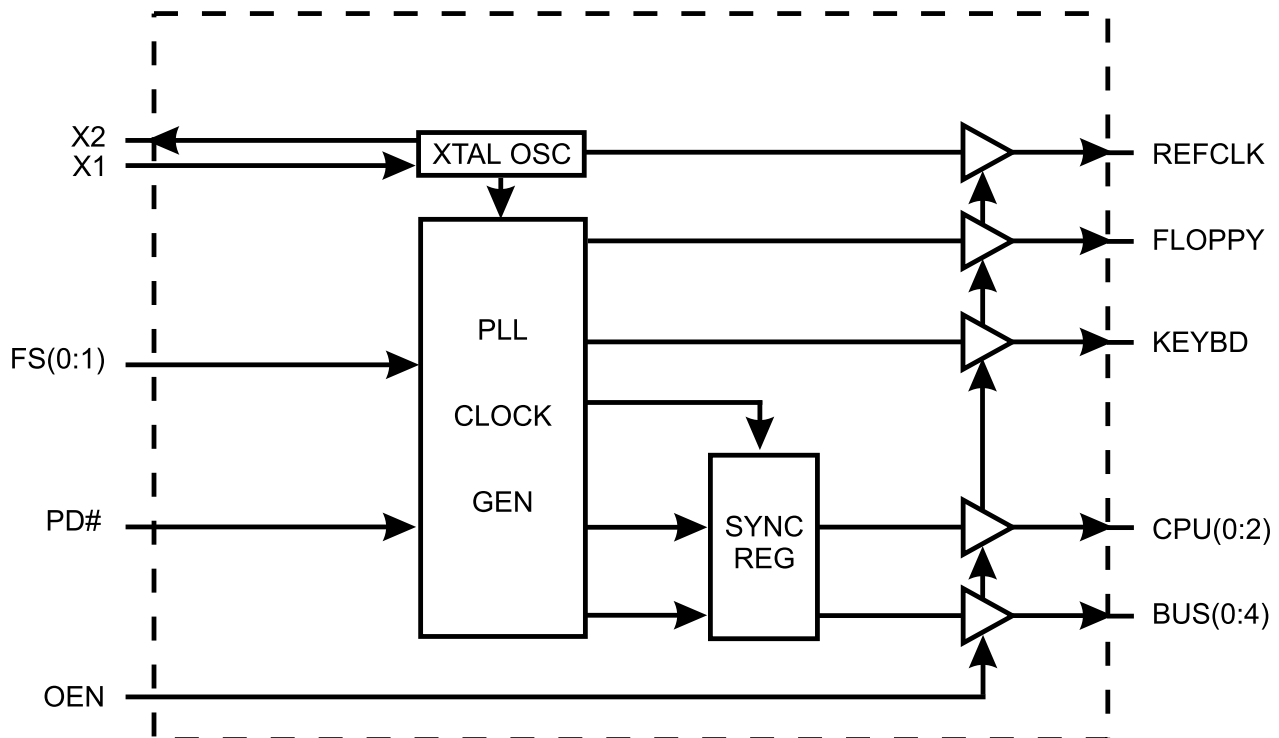 X2
X1
XTAL OSC
REFCLK
FLOPPY
PLL
KEYBD
FS(0:1)
CLOCK
GEN
PD#
SYNC
REG
CPU(0:2)
BUS(0:4)
OEN